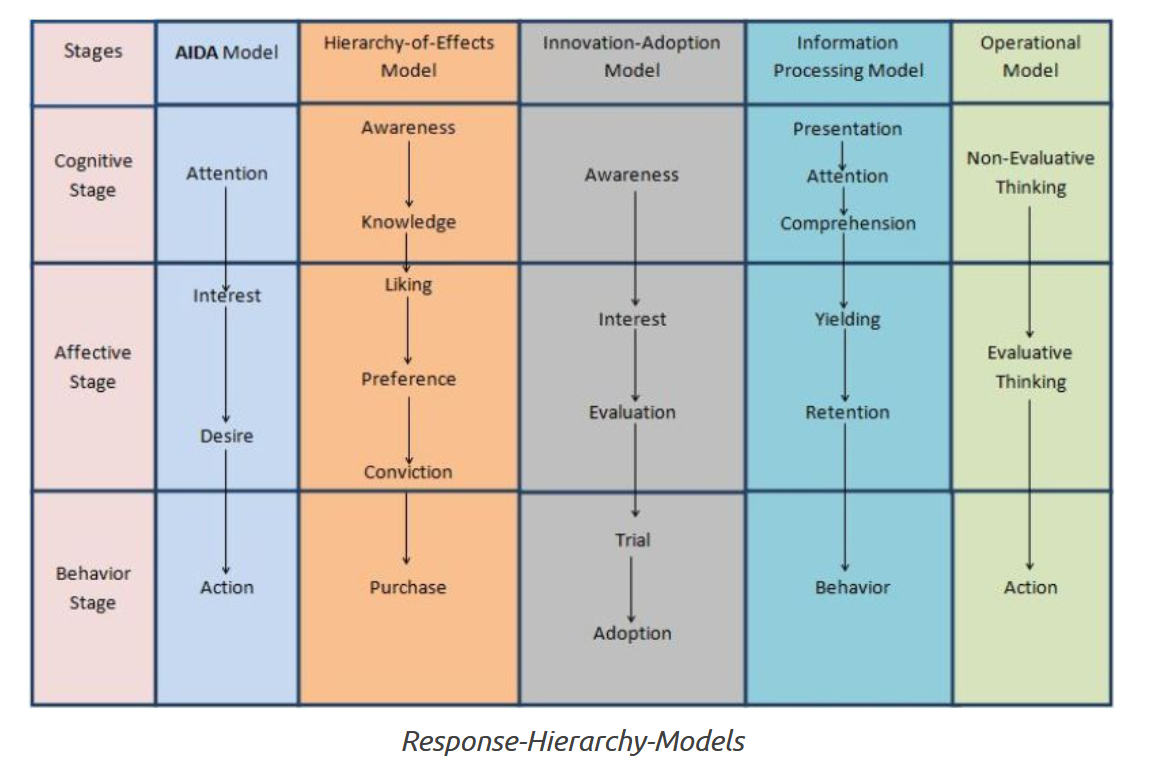 Stages
AIDA Model
Hierarchy-of-Effects
Model
Innovation-Adoption
Model
Information
Processing Model
Operational
Model
Cognitive
Stage
Attention
Awareness
Knowledge
Awareness
Presentation
Attention
Comprehension
Non-Evaluative
Thinking
Affective
Stage
Interest
Desire
Liking
Preference
Conviction
Interest
Evaluation
Yielding
Retention
Evaluative
Thinking
Behavior
Stage
Action
Purchase
Trial
Adoption
Behavior
Action
Response-Hierarchy-Models